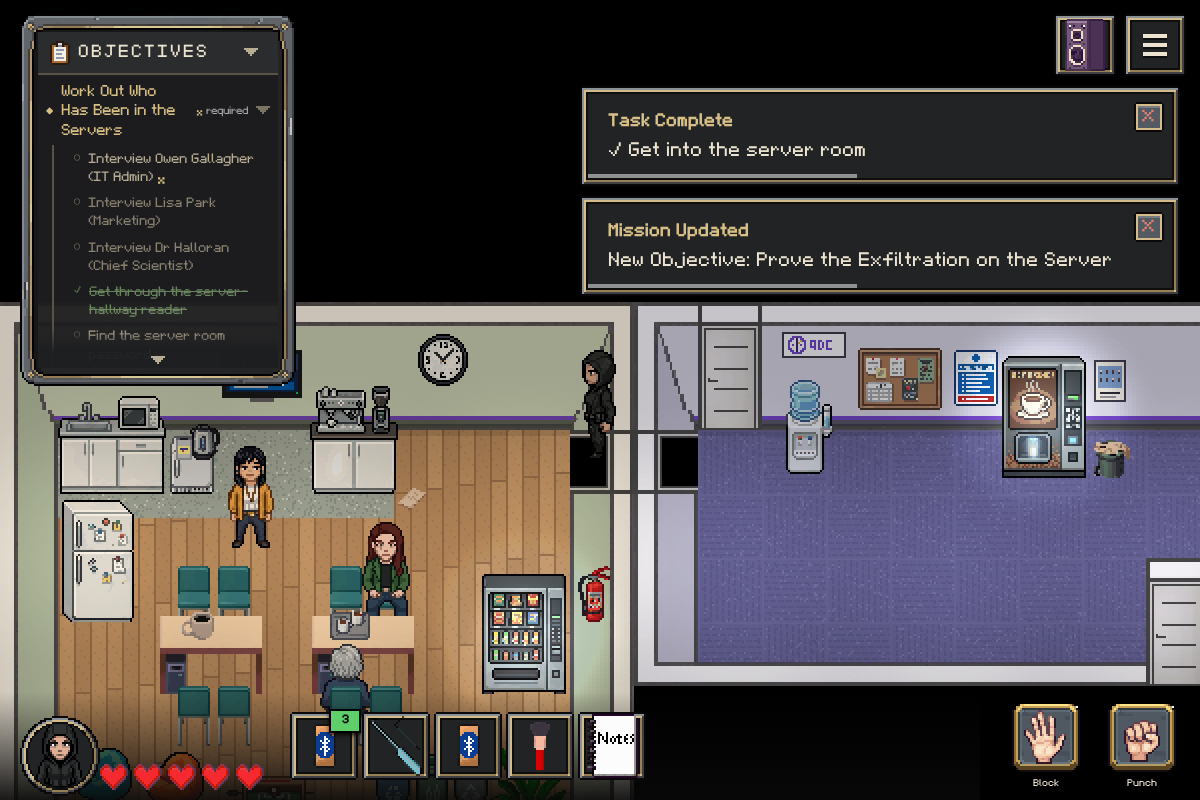 OBJECTIVES
Work Out Who
Has Been in the
Servers
x required
Interview Owen Gallagher
(IT Admin) x
Interview Lisa Park
(Marketing)
Interview Dr Halloran
(Chief Scientist)
✓ Get through the server
hallway reader
Find the server room
Task Complete
✓ Get into the server room
Mission Updated
New Objective: Prove the Exfiltration on the Server
3
Notes
Block
Punch